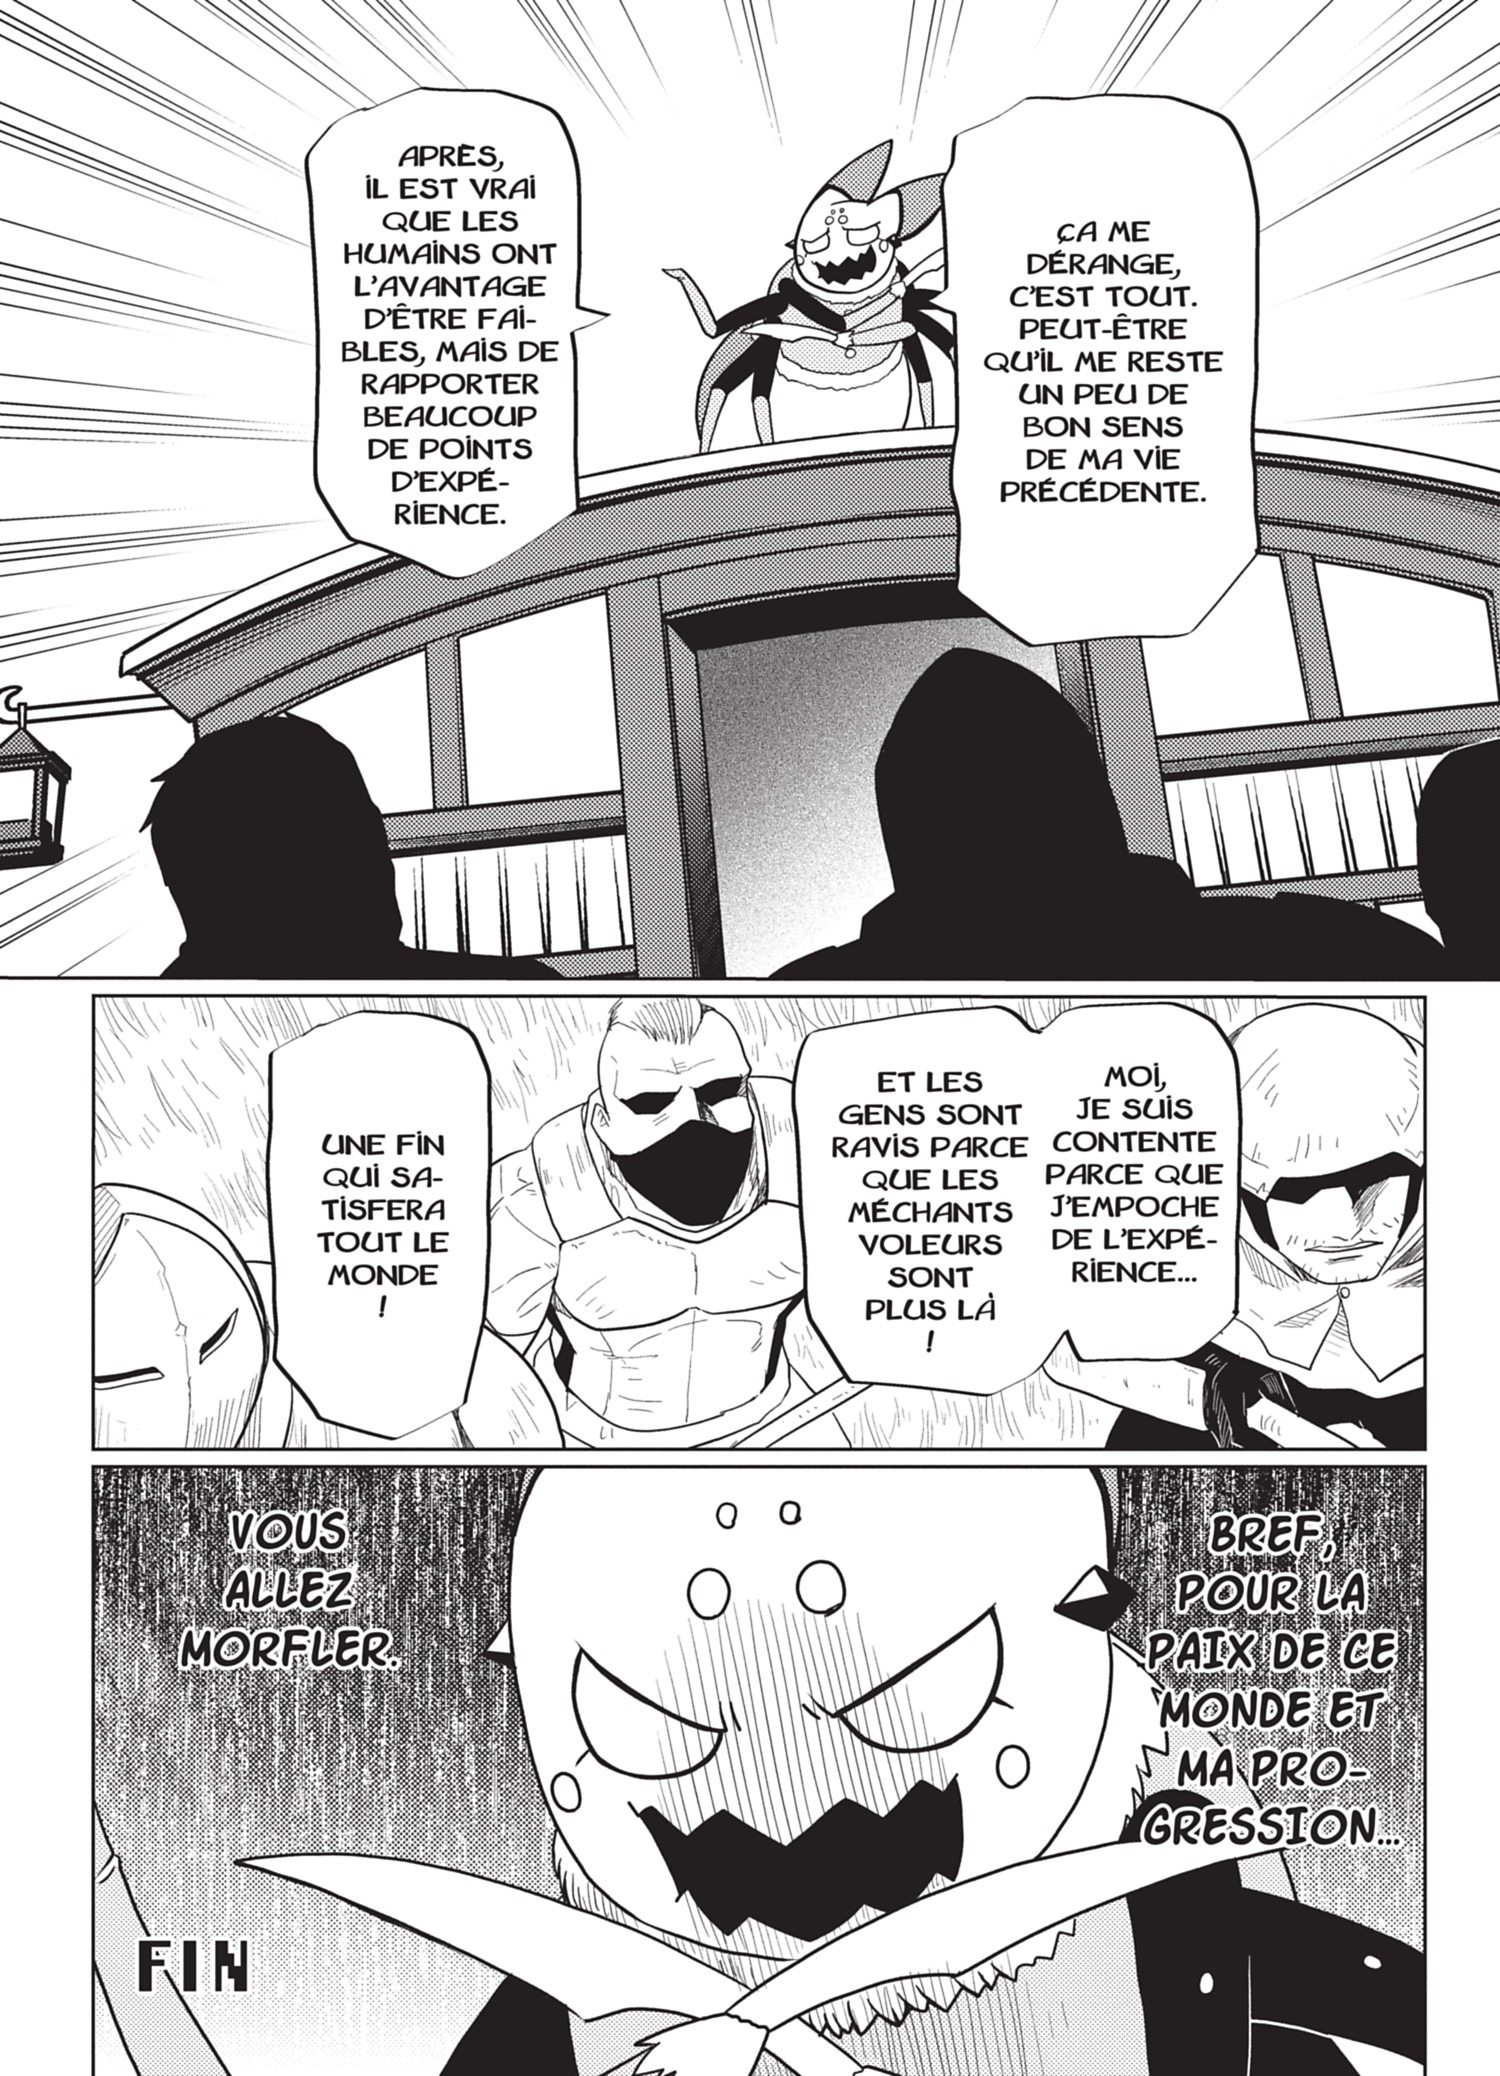 ÇA ME
DÉRANGE,
C'EST TOUT.
PEUT-ÊTRE
QU'IL ME RESTE
UN PEU DE
BON SENS
DE MA VIE
PRÉCÉDENTE.
APRÈS,
IL EST VRAI
QUE LES
HUMAINS ONT
L'AVANTAGE
D'ÊTRE FAI-
BLES, MAIS DE
RAPPORTER
BEAUCOUP
DE POINTS
D'EXPÉ-
RIENCE.
MOI,
JE SUIS
CONTENTE
PARCE QUE
J'EMPOCHE
DE L'EXPÉ-
RIENCE...
ET LES
GENS SONT
RAVIS PARCE
QUE LES
MÉCHANTS
VOLEURS
SONT
PLUS LÀ
!
UNE FIN
QUI SA-
TISFERA
TOUT LE
MONDE
!
BREF,
POUR LA
PAIX DE CE
MONDE ET
MA PRO-
GRESSION...
VOUS
ALLEZ
MORFLER.
FIN